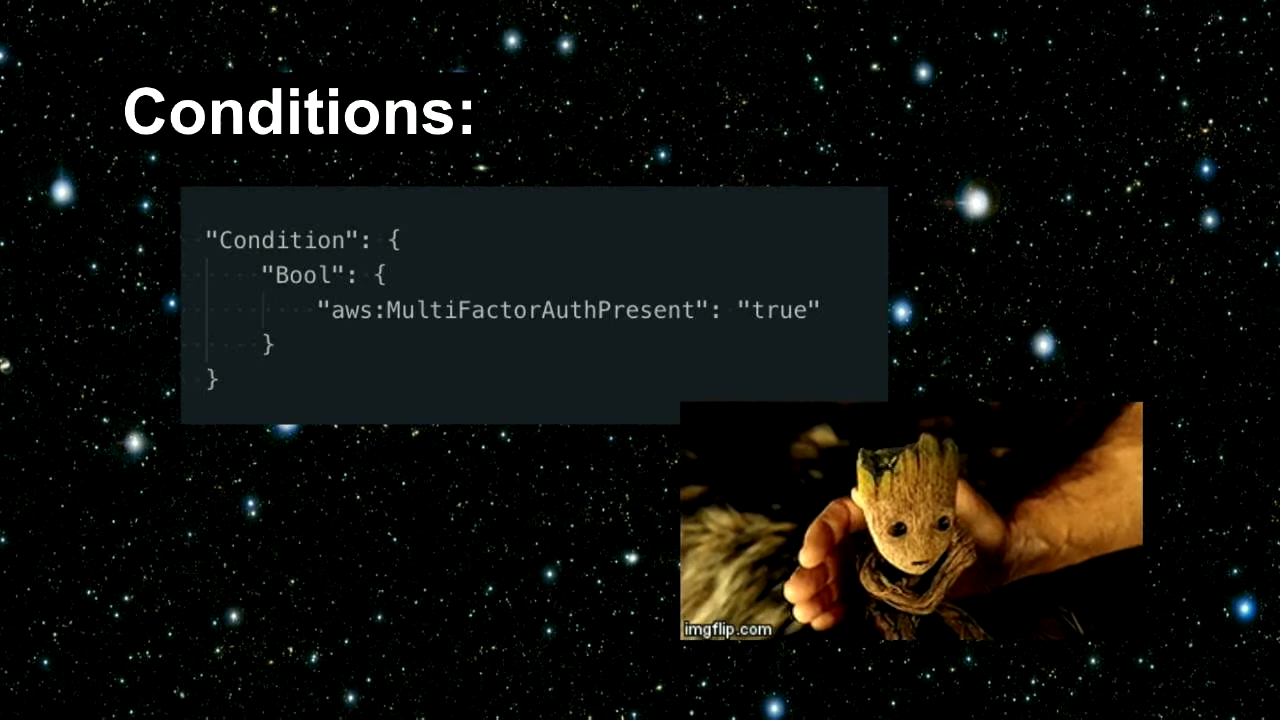 Conditions:
"Condition": {
"Bool": {
"aws:MultiFactorAuthPresent": "true"
}
}
imgflip.com